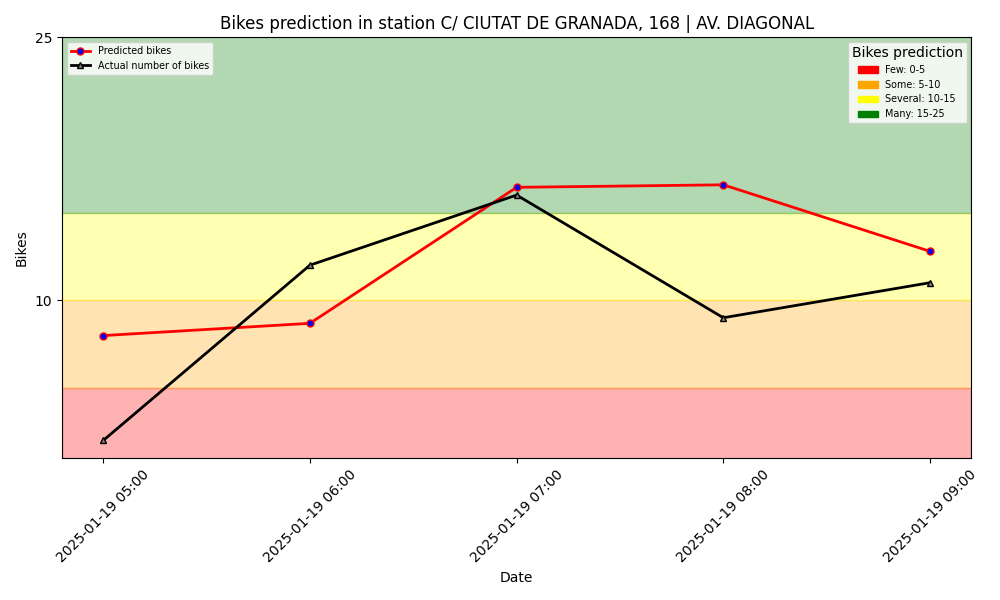 Bikes prediction in station C/ CIUTAT DE GRANADA, 168 | AV. DIAGONAL
25
10
Bikes
Predicted bikes
Actual number of bikes
Bikes prediction
Few: 0-5
Some: 5-10
Several: 10-15
Many: 15-25
2025-01-19 05:00
2025-01-19 06:00
2025-01-19 07:00
2025-01-19 08:00
2025-01-19 09:00
Date